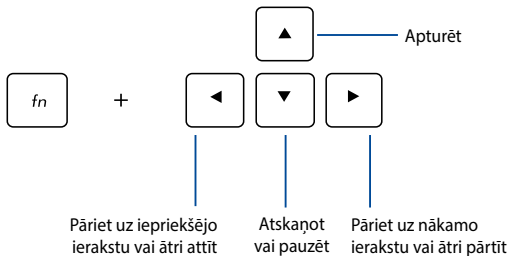 Apturēt
fn
+
Pāriet uz iepriekšējo
ierakstu vai ātri attīt
Atskaņot
vai pauzēt
Pāriet uz nākamo
ierakstu vai ātri pārtīt